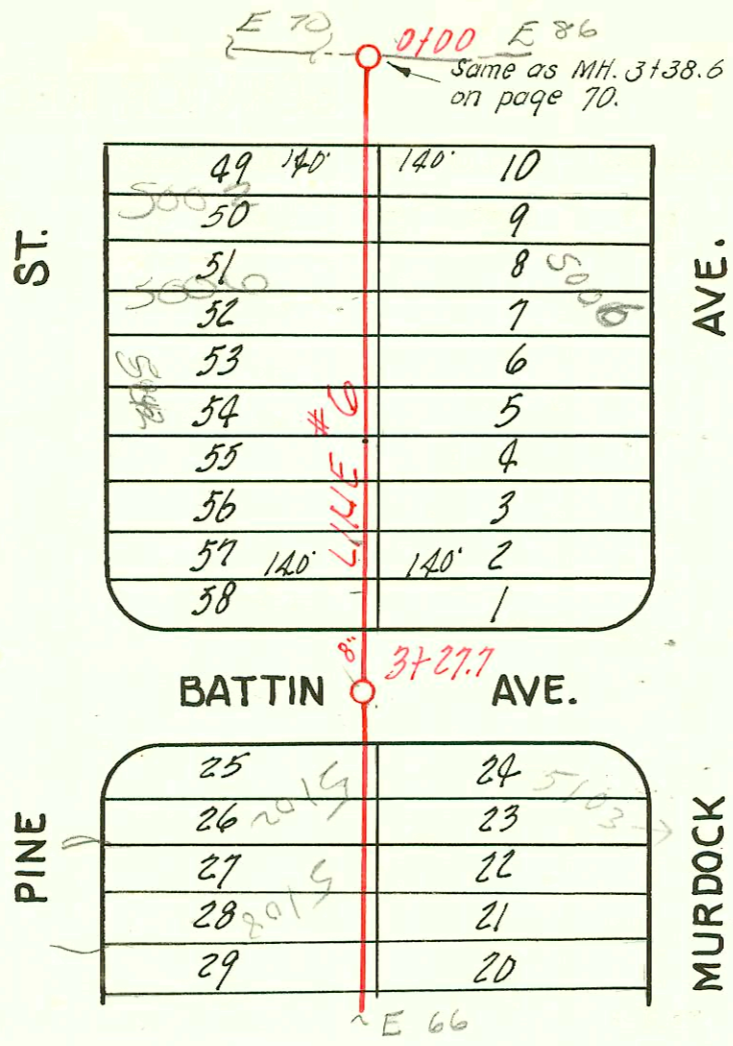 E 70 0+00 E 86
Same as MH. 3+38.6
on page 70.
49 140' 140' 10
50 9
ST.
51 8 5006
AVE.
52 7
53 6
54 5
LINE # 6
55 4
56 3
57 140' 140' 2
58 1
8" 3+27.7
BATTIN AVE.
25 24 5103
26 23
PINE
27 22
MURDOCK
28 5108 21
29 20
E 66